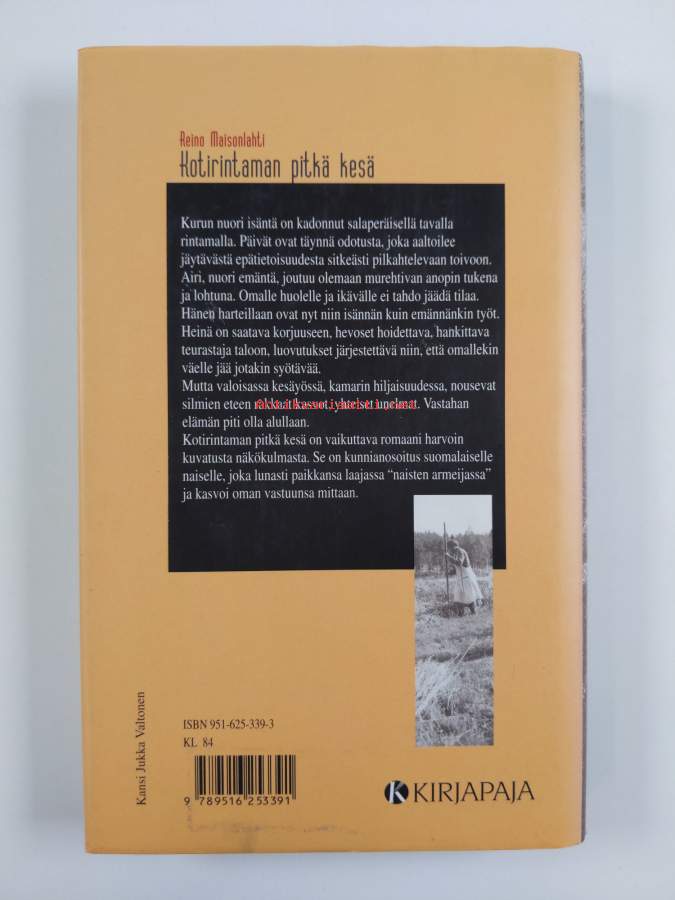 Reino Maisonlahti
Kotirintaman pitkä kesä
Kurun nuori isäntä on kadonnut salaperäisellä tavalla
rintamalla. Päivät ovat täynnä odotusta, joka aaltoilee
jäytävästä epätietoisuudesta sitkeästi pilkahtelevaan toivoon.
Airi, nuori emäntä, joutuu olemaan murehtivan anopin tukena
ja lohtuna. Omalle huolelle ja ikävälle ei tahdo jäädä tilaa.
Hänen harteillaan ovat nyt niin isännän kuin emännänkin työt.
Heinä on saatava korjuuseen, hevoset hoidettava, hankittava
teurastaja taloon, luovutukset järjestettävä niin, että omallekin
väelle jää jotakin syötävää.
Mutta valoisassa kesäyössä, kamarin hiljaisuudessa, nousevat
silmien eteen rakkaat kasvot, yhteiset unelmat. Vastahan
elämän piti olla alullaan.
Kotirintaman pitkä kesä on vaikuttava romaani harvoin
kuvatusta näkökulmasta. Se on kunnianosoitus suomalaiselle
naiselle, joka lunasti paikkansa laajassa “naisten armeijassa”
ja kasvoi oman vastuunsa mittaan.
Kansi Jukka Valtonen
ISBN 951-625-339-3
KL 84
9 789516 253391
KIRJAPAJA